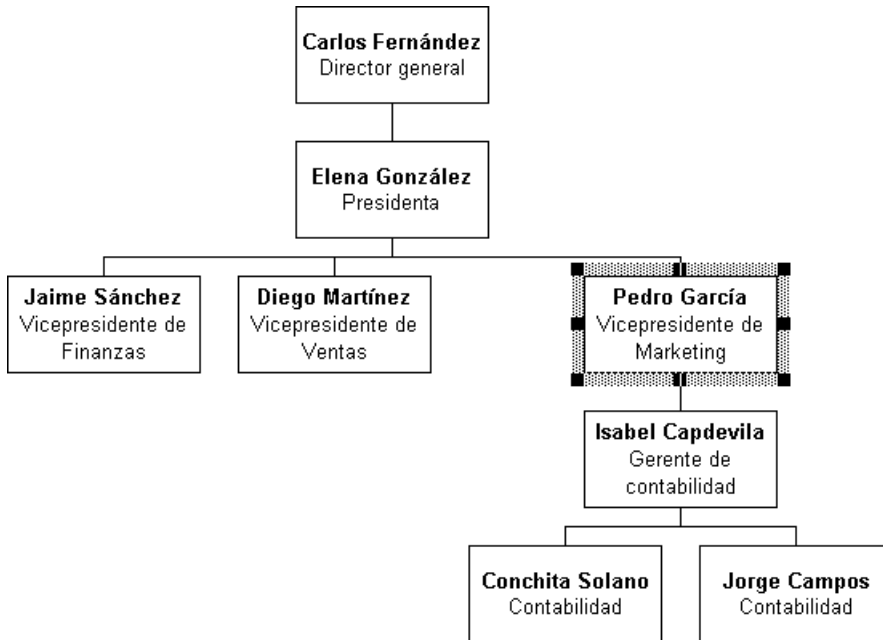 Carlos Fernández
Director general
Elena González
Presidenta
Jaime Sánchez
Vicepresidente de
Finanzas
Diego Martínez
Vicepresidente de
Ventas
Pedro García
Vicepresidente de
Marketing
Isabel Capdevila
Gerente de
contabilidad
Conchita Solano
Contabilidad
Jorge Campos
Contabilidad